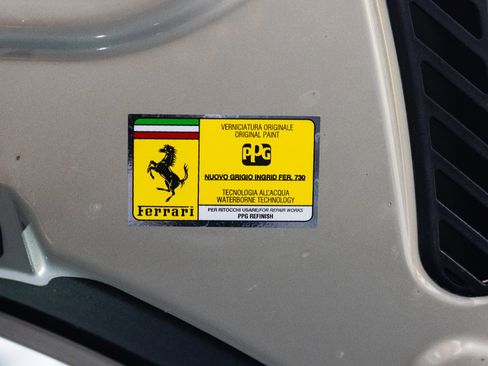 VERNICIATURA ORIGINALE
ORIGINAL PAINT
PPG
NUOVO GRIGIO INGRID FER. 730
TECNOLOGIA ALL'ACQUA
WATERBORNE TECHNOLOGY
Ferrari
PER RITOCCHI USARE/FOR REPAIR WORKS
PPG REFINISH